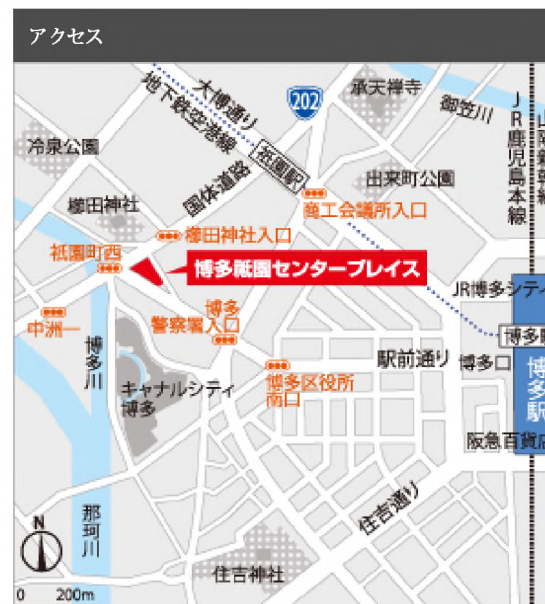 アクセス
大博通り
地下鉄空港線
202
承天禅寺
御笠川
JR鹿児島本線
山陽新幹線
冷泉公園
祇園駅
出来町公園
国体道路
櫛田神社
商工会議所入口
櫛田神社入口
祇園町西
博多祇園センタープレイス
JR博多シティ
中洲一
博多
警察署入口
博多川
駅前通り
博多口
博多駅
キャナルシティ
博多
博多区役所
南口
阪急百貨店
住吉通り
那珂川
N
住吉神社
0
200m